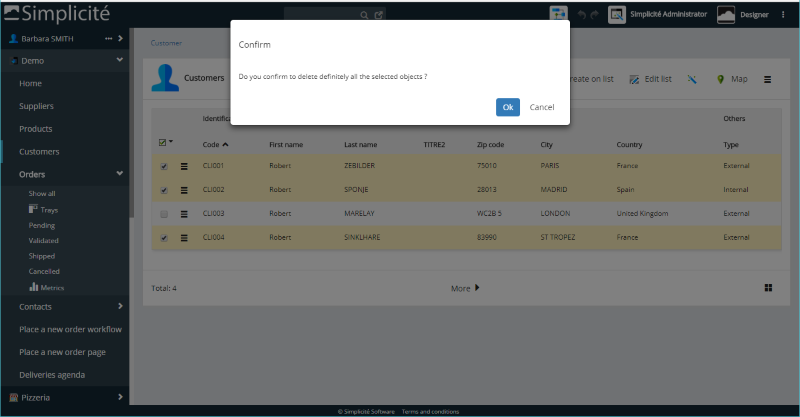 Simplicité
Simplicité Administrator
Designer
Barbara SMITH
Demo
Home
Suppliers
Products
Customers
Orders
Show all
Trays
Pending
Validated
Shipped
Cancelled
Metrics
Contacts
Place a new order workflow
Place a new order page
Deliveries agenda
Pizzeria
Customer
Confirm
Do you confirm to delete definitely all the selected objects ?
Ok Cancel
Customers
reate on list Edit list Map
Identifica Others
Code First name Last name TITRE2 Zip code City Country Type
CLI001 Robert ZEBILDER 75010 PARIS France External
CLI002 Robert SPONJE 28013 MADRID Spain Internal
CLI003 Robert MARELAY WC2B 5 LONDON United Kingdom External
CLI004 Robert SINKLHARE 83990 ST TROPEZ France External
Total: 4 More
© Simplicité Software Terms and conditions